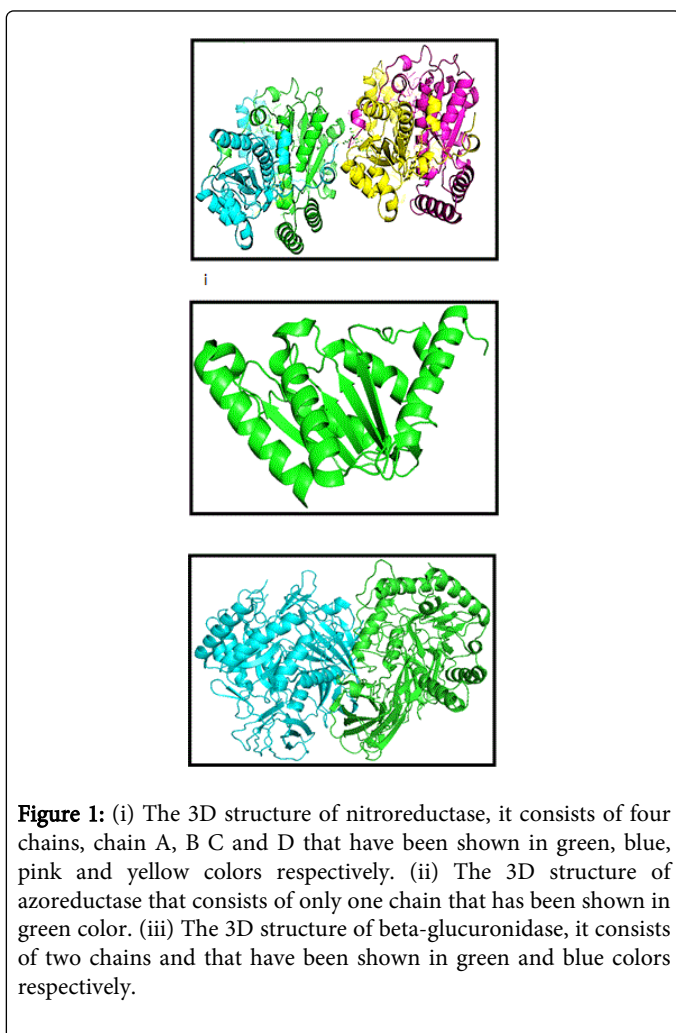 i
Figure 1: (i) The 3D structure of nitroreductase, it consists of four
chains, chain A, B C and D that have been shown in green, blue,
pink and yellow colors respectively. (ii) The 3D structure of
azoreductase that consists of only one chain that has been shown in
green color. (iii) The 3D structure of beta-glucuronidase, it consists
of two chains and that have been shown in green and blue colors
respectively.